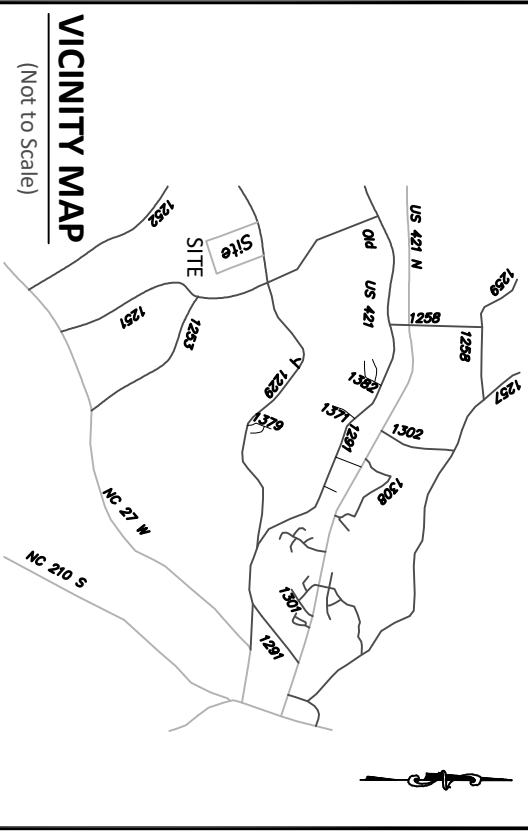 VICINITY MAP
(Not to Scale)
1259
US 421 N
1258
1258
1257
Old US 421
1252
Site
SITE
1251
1253
1382
1371
1291
1302
1229
1379
1308
NC 27 W
NC 210 S
1301
1291